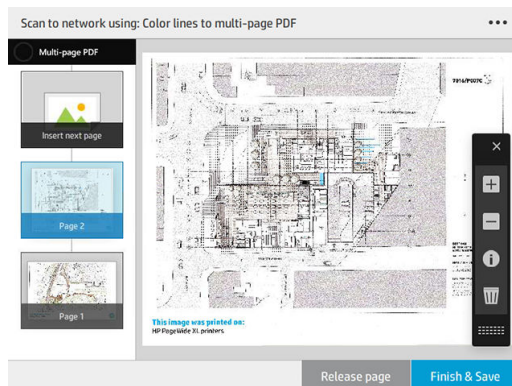 Scan to network using: Color lines to multi-page PDF
Multi-page PDF
Insert next page
Page 2
Page 1
This image was printed on:
HP PageWide XL printers
Release page
Finish & Save